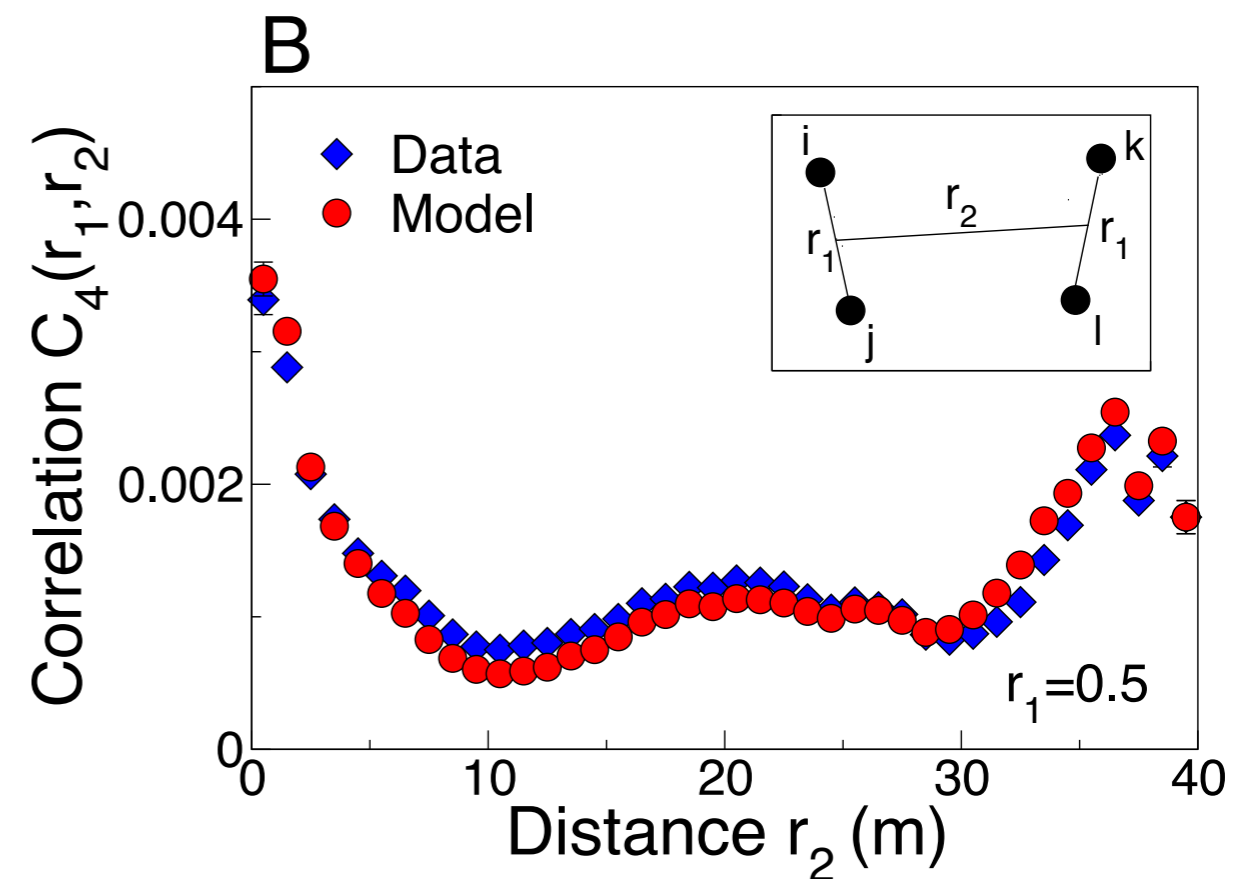 B
Correlation C₄(r₁,r₂)
Data
Model
i
k
r₂
r₁
r₁
j
l
0.004
0.002
0
r₁=0.5
0
10
20
30
40
Distance r₂ (m)